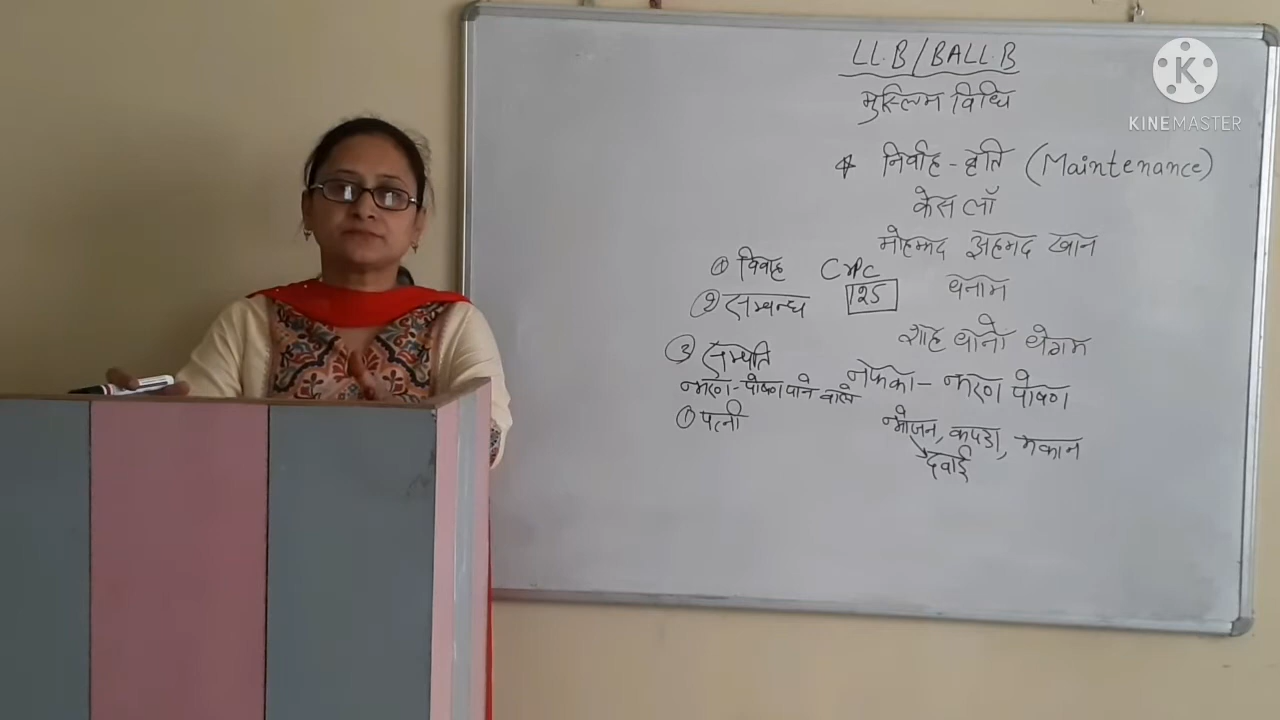 LL.B/BALL.B
मुस्लिम विधि
* निर्वाह-वृति (Maintenance)
केस लॉ
मोहम्मद अहमद खान
बनाम
शाह बानो बेगम
नफका - भरण पोषण
भोजन, कपडा, मकान
दवाई
① विवाह
② सम्बन्ध
CrPC
125
③ सम्पति
भरण-पोषण पाने वाले
① पत्नी
K
KINEMASTER